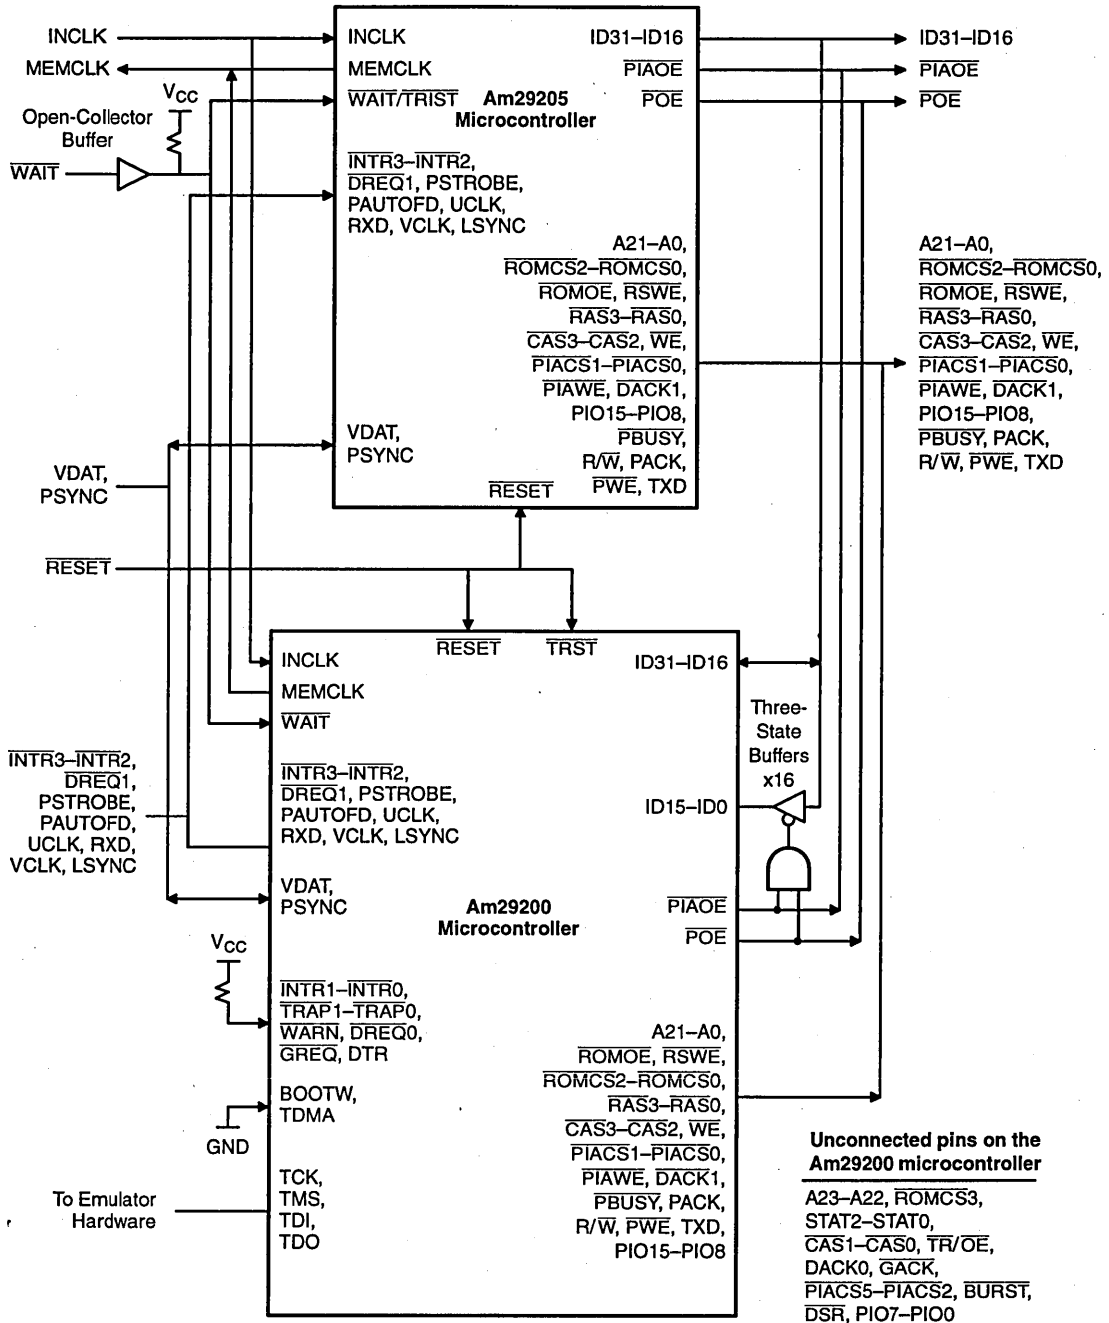 INCLK
MEMCLK
VCC
Open-Collector
Buffer
WAIT
INCLK
MEMCLK
WAIT/TRIST
Am29205
Microcontroller
INTR3–INTR2,
DREQ1, PSTROBE,
PAUTOFD, UCLK,
RXD, VCLK, LSYNC
ID31–ID16
PIAOE
POE
A21–A0,
ROMCS2–ROMCS0,
ROMOE, RSWE,
RAS3–RAS0,
CAS3–CAS2, WE,
PIACS1–PIACS0,
PIAWE, DACK1,
PIO15–PIO8,
PBUSY,
R/W, PACK,
PWE, TXD
VDAT,
PSYNC
RESET
ID31–ID16
PIAOE
POE
A21–A0,
ROMCS2–ROMCS0,
ROMOE, RSWE,
RAS3–RAS0,
CAS3–CAS2, WE,
PIACS1–PIACS0,
PIAWE, DACK1,
PIO15–PIO8,
PBUSY, PACK,
R/W, PWE, TXD
VDAT,
PSYNC
RESET
RESET
TRST
INCLK
MEMCLK
WAIT
ID31–ID16
Three-
State
Buffers
x16
INTR3–INTR2,
DREQ1,
PSTROBE,
PAUTOFD,
UCLK, RXD,
VCLK, LSYNC
INTR3–INTR2,
DREQ1, PSTROBE,
PAUTOFD, UCLK,
RXD, VCLK, LSYNC
ID15–ID0
VDAT,
PSYNC
Am29200
Microcontroller
PIAOE
POE
VCC
INTR1–INTR0,
TRAP1–TRAP0,
WARN, DREQ0,
GREQ, DTR
BOOTW,
TDMA
GND
TCK,
TMS,
TDI,
TDO
To Emulator
Hardware
A21–A0,
ROMOE, RSWE,
ROMCS2–ROMCS0,
RAS3–RAS0,
CAS3–CAS2, WE,
PIACS1–PIACS0,
PIAWE, DACK1,
PBUSY, PACK,
R/W, PWE, TXD,
PIO15–PIO8
Unconnected pins on the
Am29200 microcontroller
A23–A22, ROMCS3,
STAT2–STAT0,
CAS1–CAS0, TR/OE,
DACK0, GACK,
PIACS5–PIACS2, BURST,
DSR, PIO7–PIO0